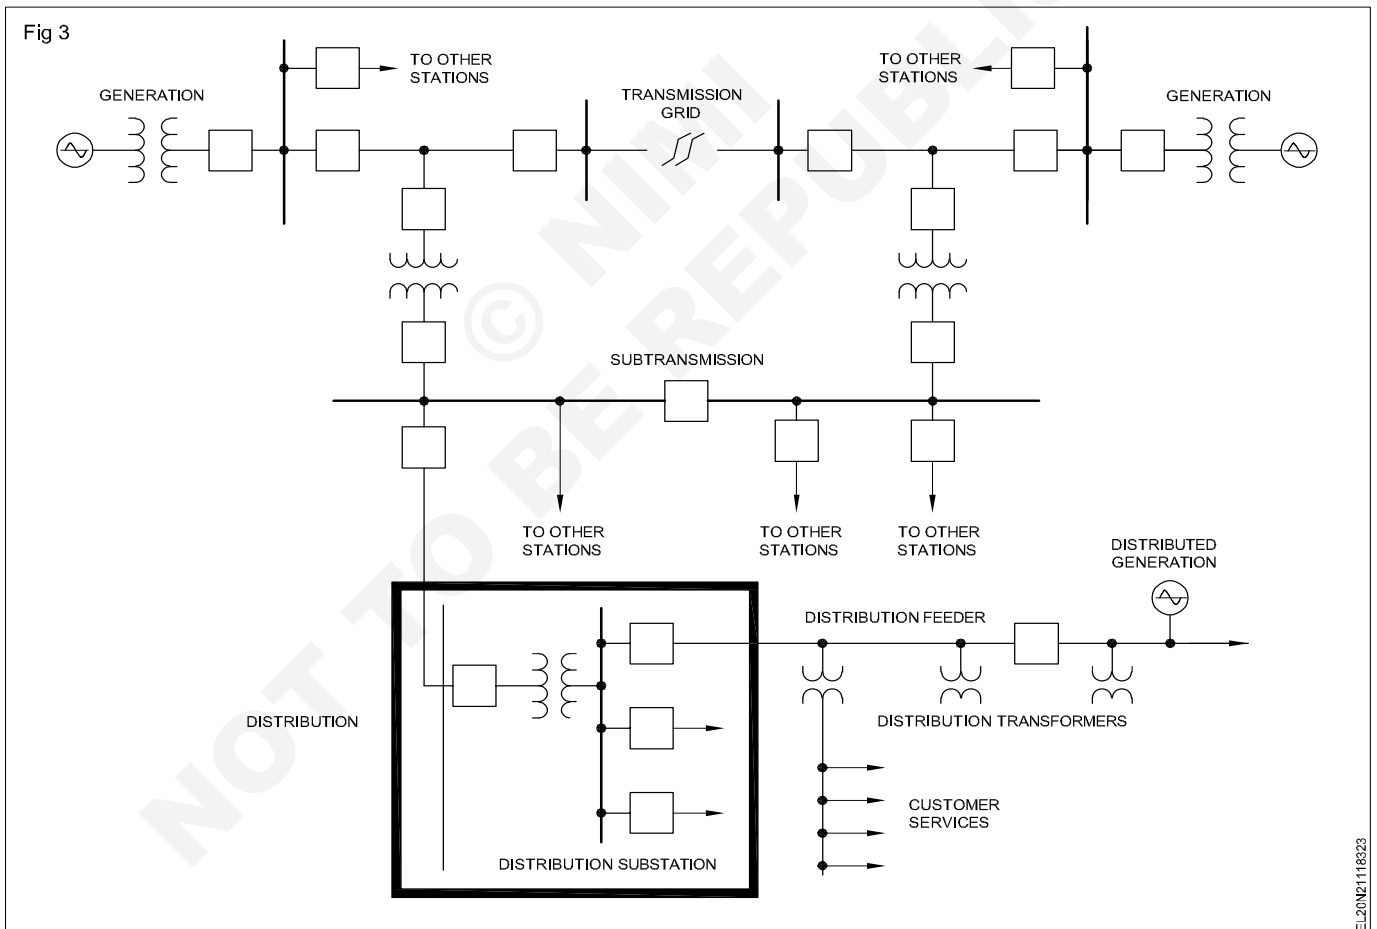 Fig 3
TO OTHER
STATIONS
TO OTHER
STATIONS
GENERATION
TRANSMISSION
GRID
GENERATION
SUBTRANSMISSION
TO OTHER
STATIONS
TO OTHER
STATIONS
TO OTHER
STATIONS
DISTRIBUTED
GENERATION
DISTRIBUTION FEEDER
DISTRIBUTION
DISTRIBUTION TRANSFORMERS
CUSTOMER
SERVICES
DISTRIBUTION SUBSTATION
EL20N21118323
© NIMI
NOT TO BE REPUBLI